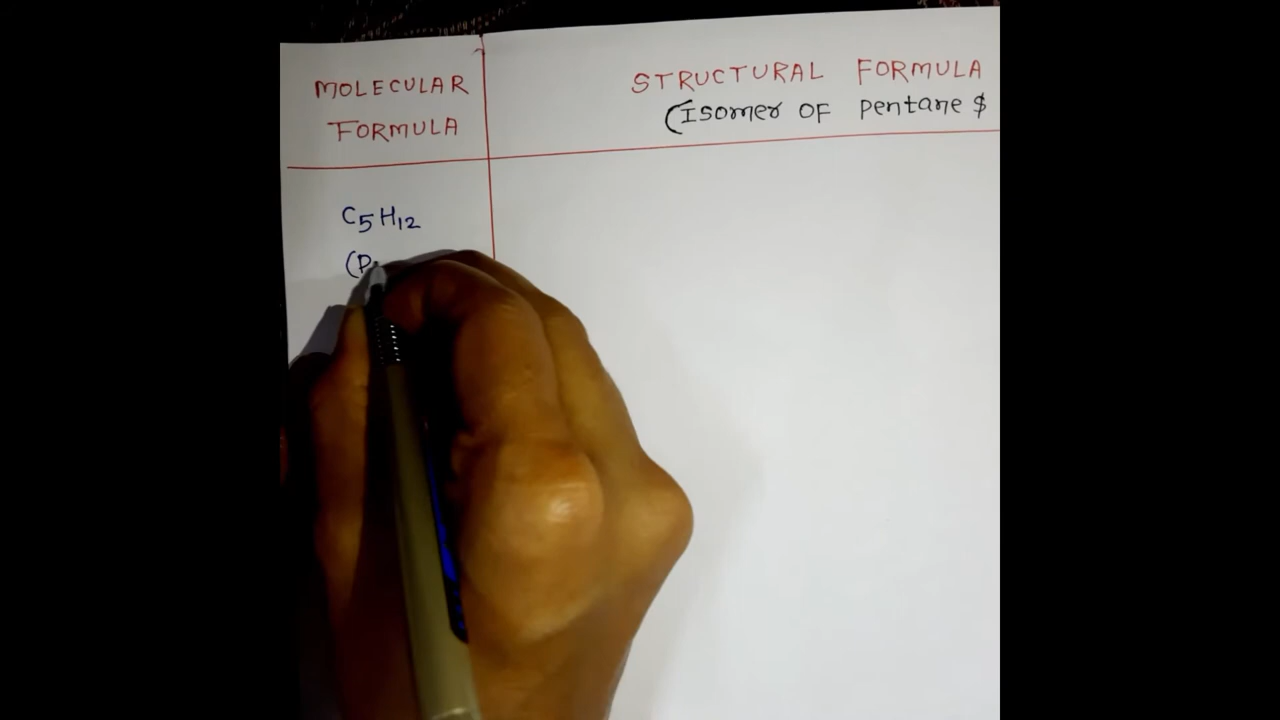 MOLECULAR
FORMULA
STRUCTURAL FORMULA
(Isomer OF Pentane $
C5H12
(P